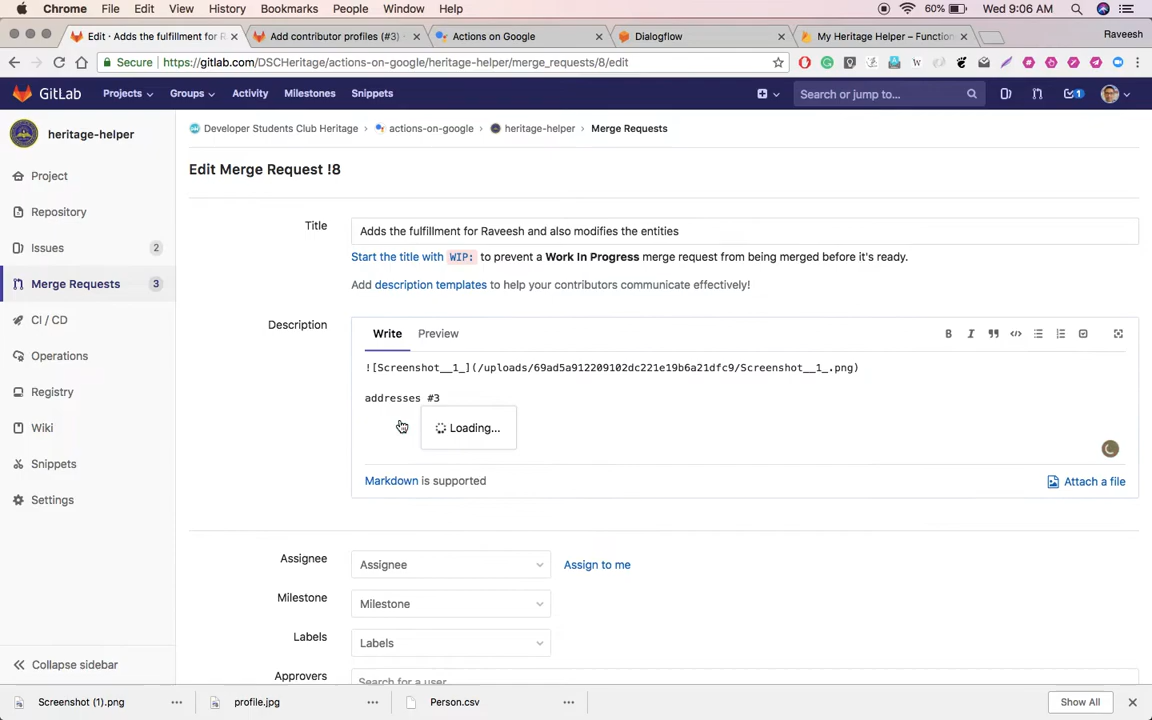 Chrome File Edit View History Bookmarks People Window Help 60% Wed 9:06 AM
Edit · Adds the fulfillment for R Add contributor profiles (#3) · Actions on Google Dialogflow My Heritage Helper – Function Raveesh
Secure https://gitlab.com/DSCHeritage/actions-on-google/heritage-helper/merge_requests/8/edit
GitLab Projects Groups Activity Milestones Snippets Search or jump to... 1
heritage-helper
Developer Students Club Heritage › actions-on-google › heritage-helper › Merge Requests
Edit Merge Request !8
Project
Repository
Issues 2
Merge Requests 3
CI / CD
Operations
Registry
Wiki
Snippets
Settings
Collapse sidebar
Title Adds the fulfillment for Raveesh and also modifies the entities
Start the title with WIP: to prevent a Work In Progress merge request from being merged before it's ready.
Add description templates to help your contributors communicate effectively!
Description Write Preview
![Screenshot__1_](/uploads/69ad5a912209102dc221e19b6a21dfc9/Screenshot__1_.png)
addresses #3
Loading...
Markdown is supported Attach a file
Assignee Assignee Assign to me
Milestone Milestone
Labels Labels
Approvers Search for a user
Screenshot (1).png profile.jpg Person.csv Show All